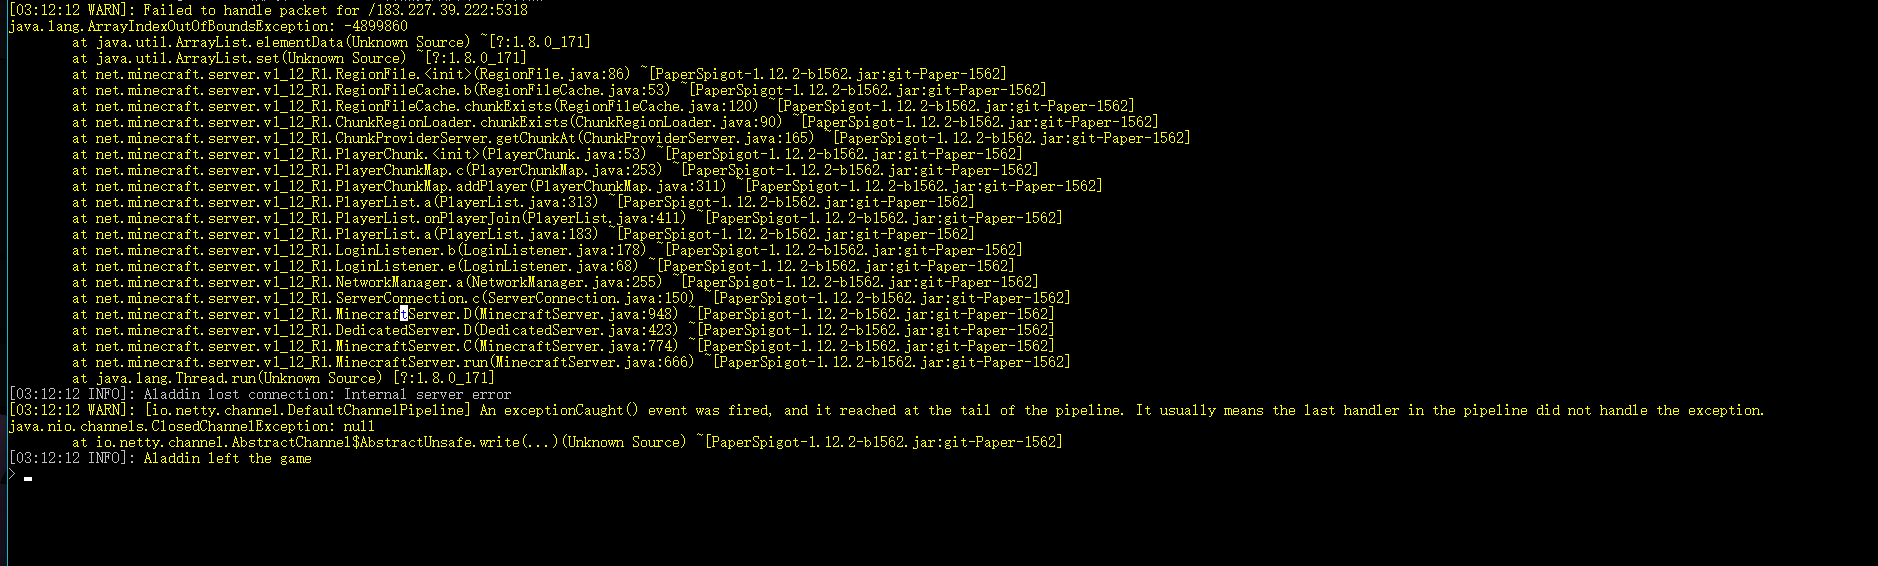 [03:12:12 WARN]: Failed to handle packet for /183.227.39.222:5318
java.lang.ArrayIndexOutOfBoundsException: -4899860
at java.util.ArrayList.elementData(Unknown Source) ~[?:1.8.0_171]
at java.util.ArrayList.set(Unknown Source) ~[?:1.8.0_171]
at net.minecraft.server.v1_12_R1.RegionFile.<init>(RegionFile.java:86) ~[PaperSpigot-1.12.2-b1562.jar:git-Paper-1562]
at net.minecraft.server.v1_12_R1.RegionFileCache.b(RegionFileCache.java:53) ~[PaperSpigot-1.12.2-b1562.jar:git-Paper-1562]
at net.minecraft.server.v1_12_R1.RegionFileCache.chunkExists(RegionFileCache.java:120) ~[PaperSpigot-1.12.2-b1562.jar:git-Paper-1562]
at net.minecraft.server.v1_12_R1.ChunkRegionLoader.chunkExists(ChunkRegionLoader.java:90) ~[PaperSpigot-1.12.2-b1562.jar:git-Paper-1562]
at net.minecraft.server.v1_12_R1.ChunkProviderServer.getChunkAt(ChunkProviderServer.java:165) ~[PaperSpigot-1.12.2-b1562.jar:git-Paper-1562]
at net.minecraft.server.v1_12_R1.PlayerChunk.<init>(PlayerChunk.java:53) ~[PaperSpigot-1.12.2-b1562.jar:git-Paper-1562]
at net.minecraft.server.v1_12_R1.PlayerChunkMap.c(PlayerChunkMap.java:253) ~[PaperSpigot-1.12.2-b1562.jar:git-Paper-1562]
at net.minecraft.server.v1_12_R1.PlayerChunkMap.addPlayer(PlayerChunkMap.java:311) ~[PaperSpigot-1.12.2-b1562.jar:git-Paper-1562]
at net.minecraft.server.v1_12_R1.PlayerList.a(PlayerList.java:313) ~[PaperSpigot-1.12.2-b1562.jar:git-Paper-1562]
at net.minecraft.server.v1_12_R1.PlayerList.onPlayerJoin(PlayerList.java:411) ~[PaperSpigot-1.12.2-b1562.jar:git-Paper-1562]
at net.minecraft.server.v1_12_R1.PlayerList.a(PlayerList.java:183) ~[PaperSpigot-1.12.2-b1562.jar:git-Paper-1562]
at net.minecraft.server.v1_12_R1.LoginListener.b(LoginListener.java:178) ~[PaperSpigot-1.12.2-b1562.jar:git-Paper-1562]
at net.minecraft.server.v1_12_R1.LoginListener.e(LoginListener.java:68) ~[PaperSpigot-1.12.2-b1562.jar:git-Paper-1562]
at net.minecraft.server.v1_12_R1.NetworkManager.a(NetworkManager.java:255) ~[PaperSpigot-1.12.2-b1562.jar:git-Paper-1562]
at net.minecraft.server.v1_12_R1.ServerConnection.c(ServerConnection.java:150) ~[PaperSpigot-1.12.2-b1562.jar:git-Paper-1562]
at net.minecraft.server.v1_12_R1.MinecraftServer.D(MinecraftServer.java:948) ~[PaperSpigot-1.12.2-b1562.jar:git-Paper-1562]
at net.minecraft.server.v1_12_R1.DedicatedServer.D(DedicatedServer.java:423) ~[PaperSpigot-1.12.2-b1562.jar:git-Paper-1562]
at net.minecraft.server.v1_12_R1.MinecraftServer.C(MinecraftServer.java:774) ~[PaperSpigot-1.12.2-b1562.jar:git-Paper-1562]
at net.minecraft.server.v1_12_R1.MinecraftServer.run(MinecraftServer.java:666) ~[PaperSpigot-1.12.2-b1562.jar:git-Paper-1562]
at java.lang.Thread.run(Unknown Source) [?:1.8.0_171]
[03:12:12 INFO]: Aladdin lost connection: Internal server error
[03:12:12 WARN]: [io.netty.channel.DefaultChannelPipeline] An exceptionCaught() event was fired, and it reached at the tail of the pipeline. It usually means the last handler in the pipeline did not handle the exception.
java.nio.channels.ClosedChannelException: null
at io.netty.channel.AbstractChannel$AbstractUnsafe.write(...)(Unknown Source) ~[PaperSpigot-1.12.2-b1562.jar:git-Paper-1562]
[03:12:12 INFO]: Aladdin left the game
>